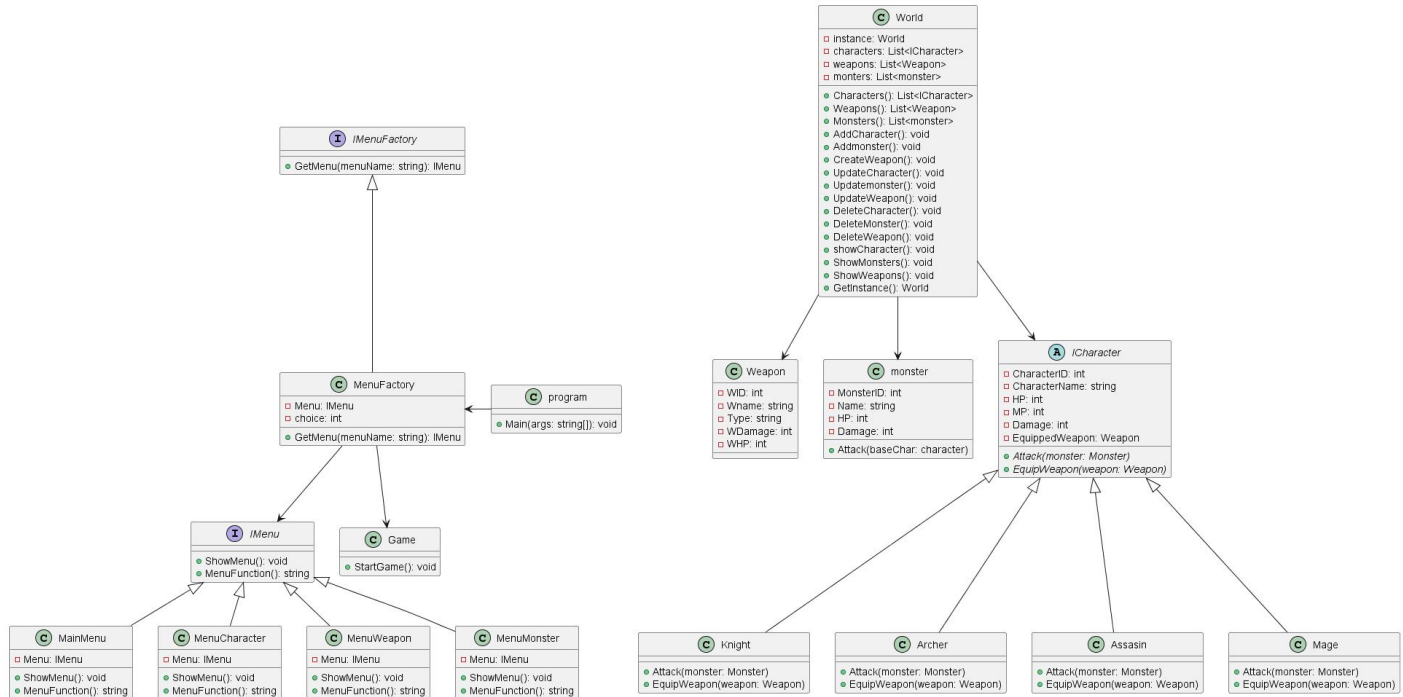 C World
instance: World
characters: List<ICharacter>
weapons: List<Weapon>
monters: List<monster>
Characters(): List<ICharacter>
Weapons(): List<Weapon>
Monsters(): List<monster>
AddCharacter(): void
Addmonster(): void
CreateWeapon(): void
UpdateCharacter(): void
Updatemonster(): void
UpdateWeapon(): void
DeleteCharacter(): void
DeleteMonster(): void
DeleteWeapon(): void
showCharacter(): void
ShowMonsters(): void
ShowWeapons(): void
GetInstance(): World
I IMenuFactory
GetMenu(menuName: string): IMenu
C MenuFactory
Menu: IMenu
choice: int
GetMenu(menuName: string): IMenu
C program
Main(args: string[]): void
C Weapon
WID: int
Wname: string
Type: string
WDamage: int
WHP: int
C monster
MonsterID: int
Name: string
HP: int
Damage: int
Attack(baseChar: character)
A ICharacter
CharacterID: int
CharacterName: string
HP: int
MP: int
Damage: int
EquippedWeapon: Weapon
Attack(monster: Monster)
EquipWeapon(weapon: Weapon)
I IMenu
ShowMenu(): void
MenuFunction(): string
C Game
StartGame(): void
C MainMenu
Menu: IMenu
ShowMenu(): void
MenuFunction(): string
C MenuCharacter
Menu: IMenu
ShowMenu(): void
MenuFunction(): string
C MenuWeapon
Menu: IMenu
ShowMenu(): void
MenuFunction(): string
C MenuMonster
Menu: IMenu
ShowMenu(): void
MenuFunction(): string
C Knight
Attack(monster: Monster)
EquipWeapon(weapon: Weapon)
C Archer
Attack(monster: Monster)
EquipWeapon(weapon: Weapon)
C Assasin
Attack(monster: Monster)
EquipWeapon(weapon: Weapon)
C Mage
Attack(monster: Monster)
EquipWeapon(weapon: Weapon)